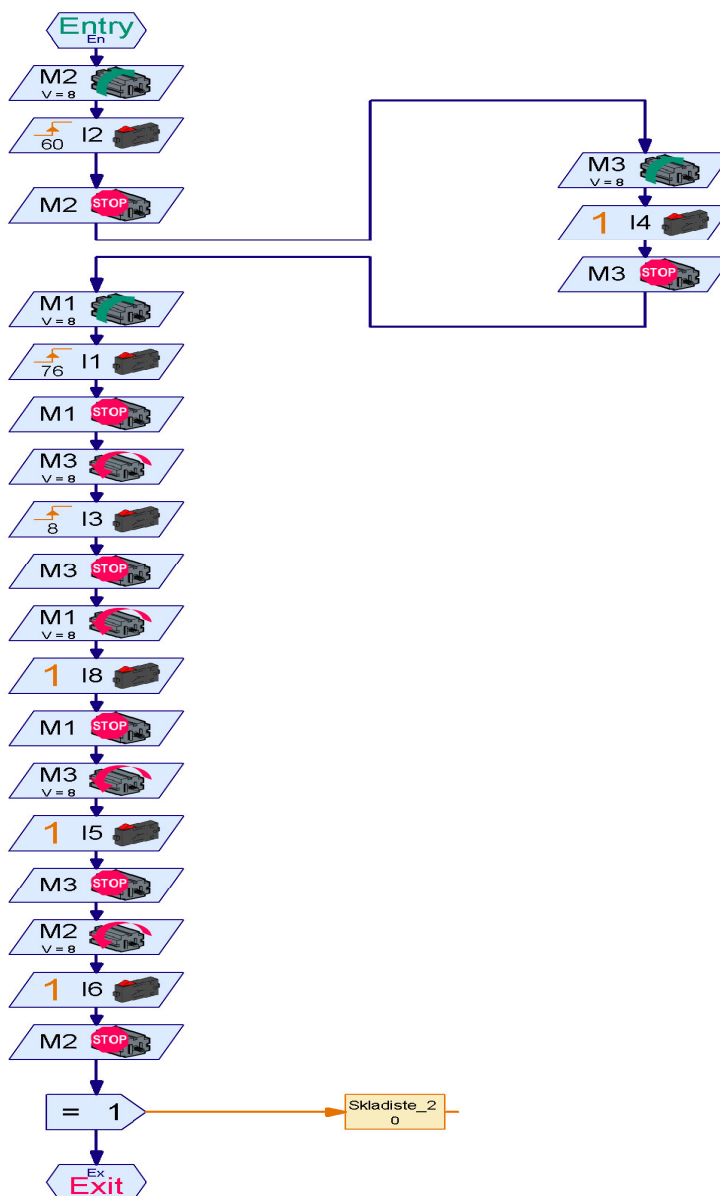 Entry
En
M2
V = 8
60 I2
M2 STOP
M3
V = 8
1 I4
M3 STOP
M1
V = 8
76 I1
M1 STOP
M3
V = 8
8 I3
M3 STOP
M1
V = 8
1 I8
M1 STOP
M3
V = 8
1 I5
M3 STOP
M2
V = 8
1 I6
M2 STOP
= 1
Skladiste_2
0
Ex
Exit